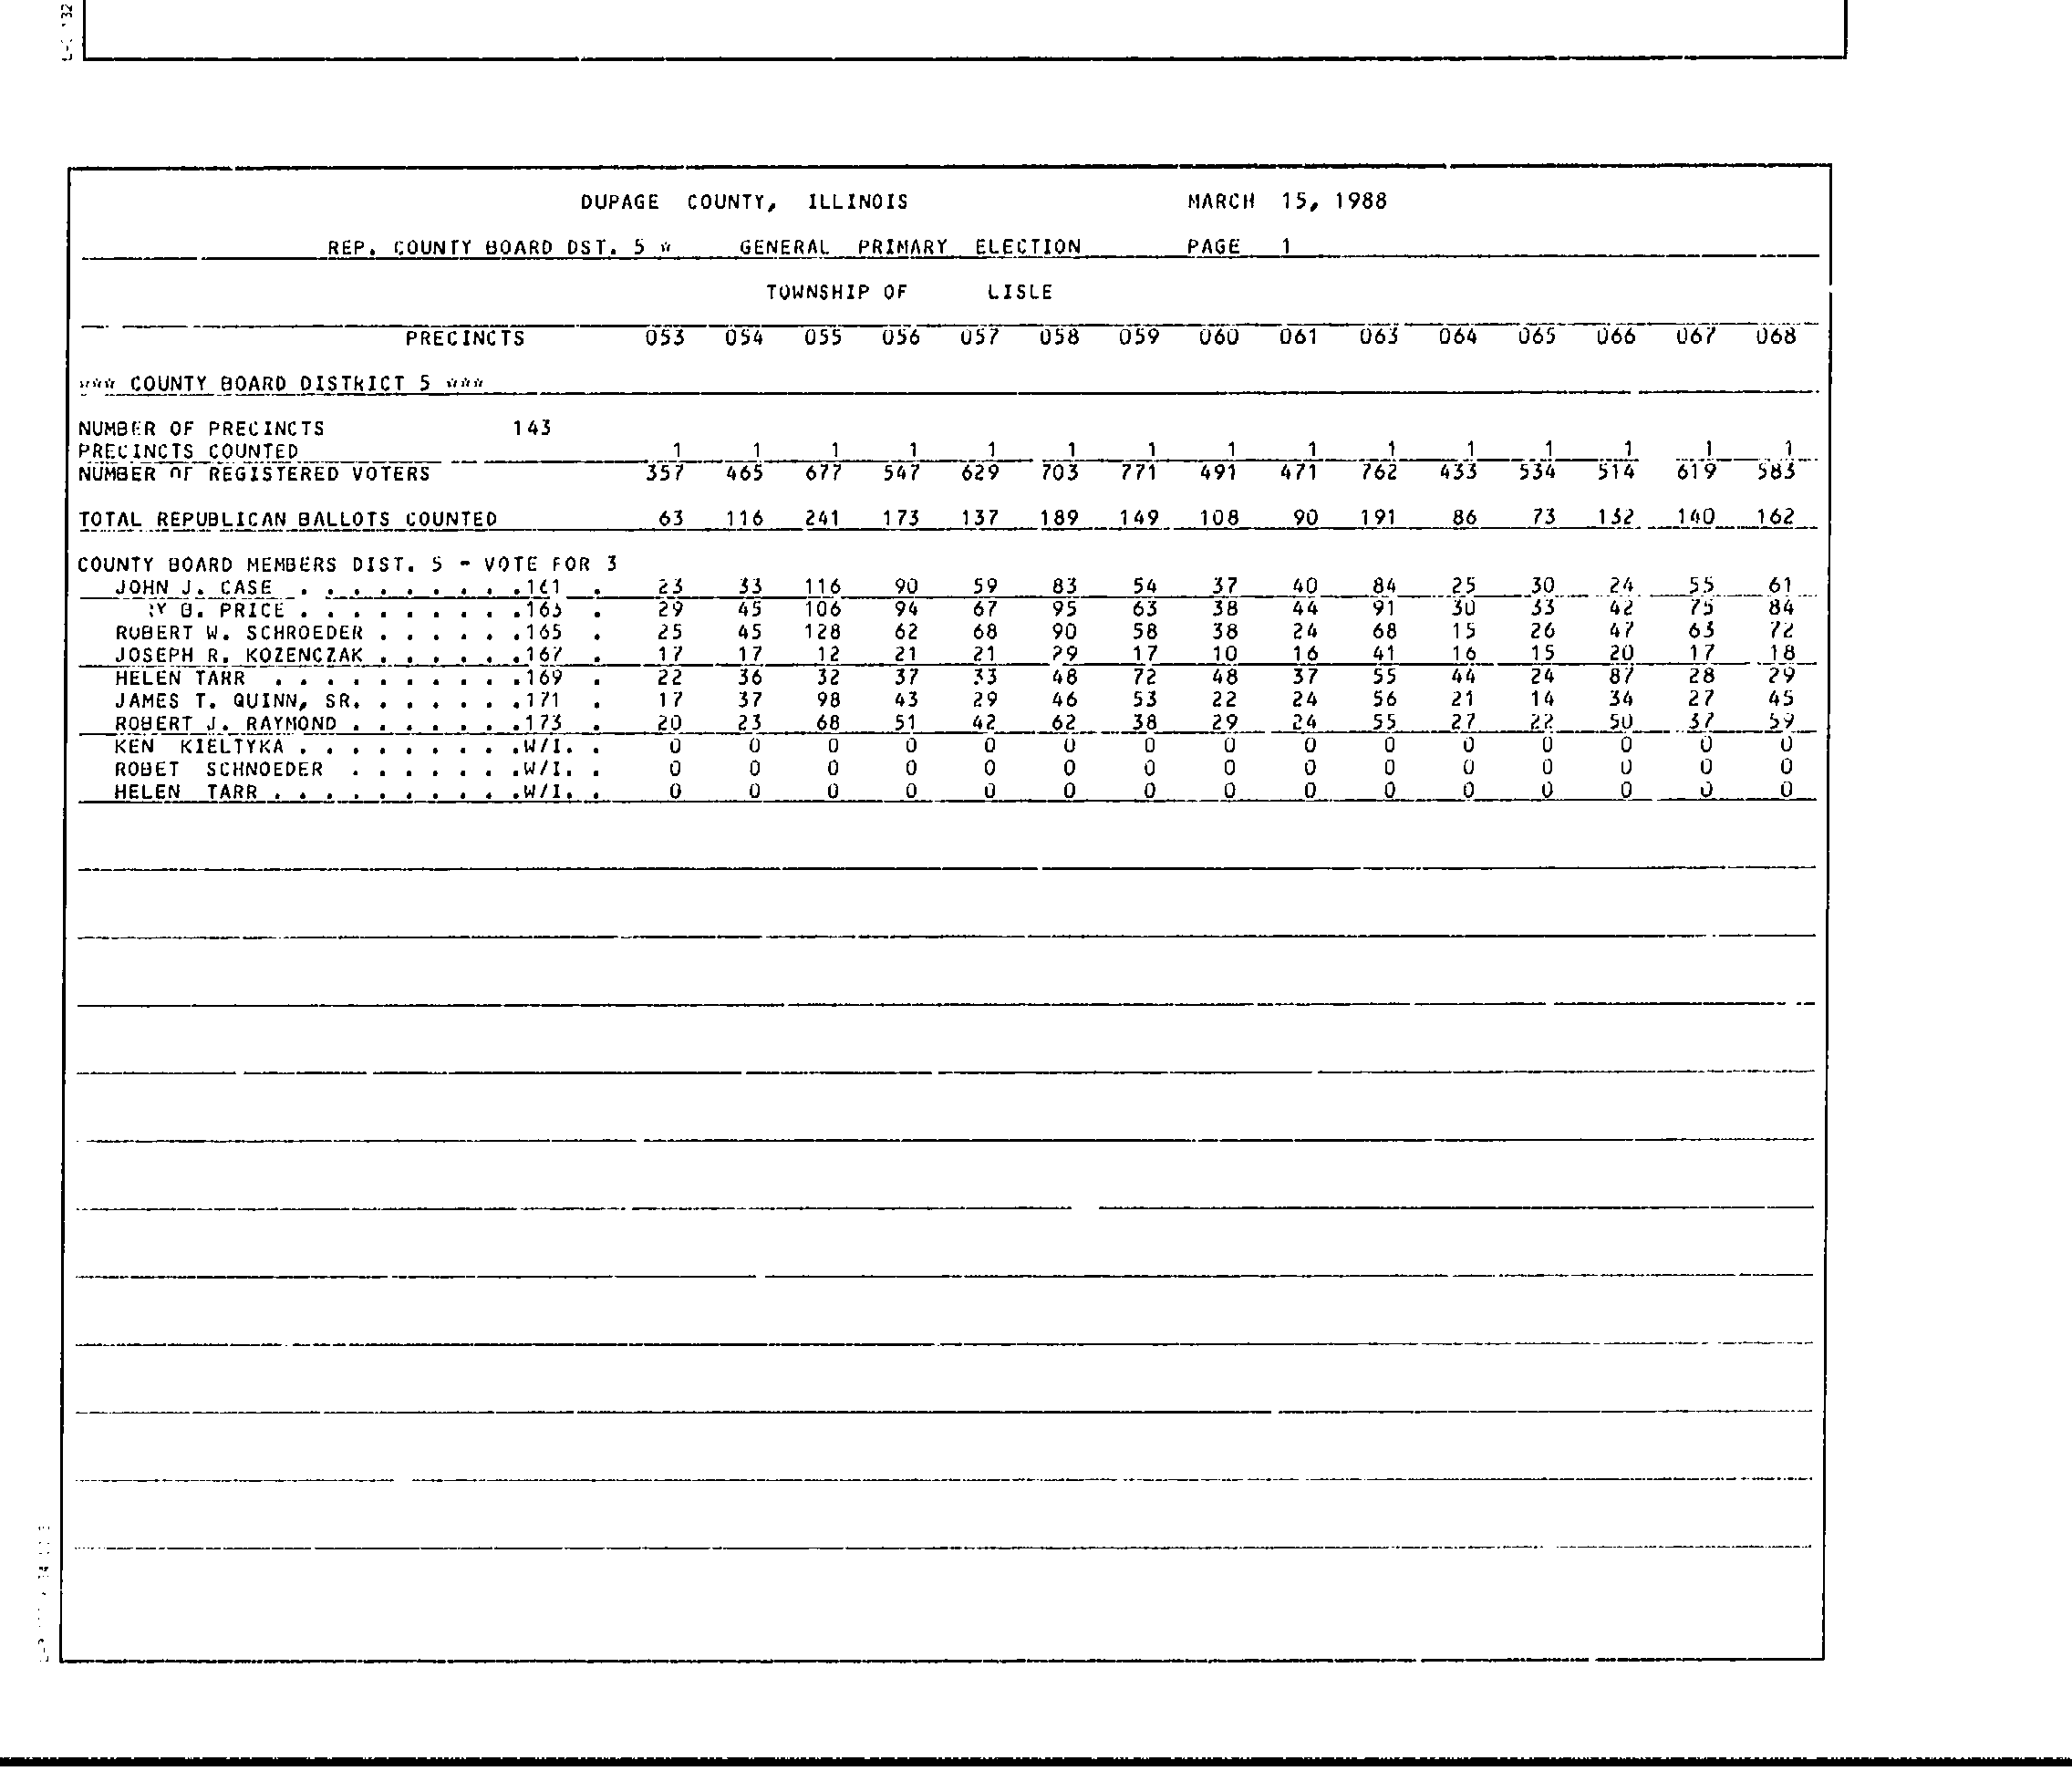 DUPAGE COUNTY, ILLINOIS MARCH 15, 1988
REP. COUNTY BOARD DST. 5 * GENERAL PRIMARY ELECTION PAGE 1
TOWNSHIP OF LISLE
PRECINCTS 053 054 055 056 057 058 059 060 061 063 064 065 066 067 068
*** COUNTY BOARD DISTRICT 5 ***
NUMBER OF PRECINCTS 143
PRECINCTS COUNTED 1 1 1 1 1 1 1 1 1 1 1 1 1 1 1
NUMBER OF REGISTERED VOTERS 357 465 677 547 629 703 771 491 471 762 433 534 514 619 583
TOTAL REPUBLICAN BALLOTS COUNTED 63 116 241 173 137 189 149 108 90 191 86 73 132 140 162
COUNTY BOARD MEMBERS DIST. 5 - VOTE FOR 3
JOHN J. CASE . . . . . . . . . .161 . 23 33 116 90 59 83 54 37 40 84 25 30 24 55 61
B. PRICE . . . . . . . . .163 . 29 45 106 94 67 95 63 38 44 91 30 33 42 75 84
ROBERT W. SCHROEDER . . . . . .165 . 25 45 128 62 68 90 58 38 24 68 15 26 47 63 72
JOSEPH R. KOZENCZAK . . . . . .167 . 17 17 12 21 21 29 17 10 16 41 16 15 20 17 18
HELEN TARR . . . . . . . . . .169 . 22 36 32 37 33 48 72 48 37 55 44 24 87 28 29
JAMES T. QUINN, SR. . . . . . .171 . 17 37 98 43 29 46 53 22 24 56 21 14 34 27 45
ROBERT J. RAYMOND . . . . . . .173 . 20 23 68 51 42 62 38 29 24 55 27 22 50 37 59
KEN KIELTYKA . . . . . . . . .W/I. . 0 0 0 0 0 0 0 0 0 0 0 0 0 0 0
ROBET SCHNOEDER . . . . . . .W/I. . 0 0 0 0 0 0 0 0 0 0 0 0 0 0 0
HELEN TARR . . . . . . . . . .W/I. . 0 0 0 0 0 0 0 0 0 0 0 0 0 0 0